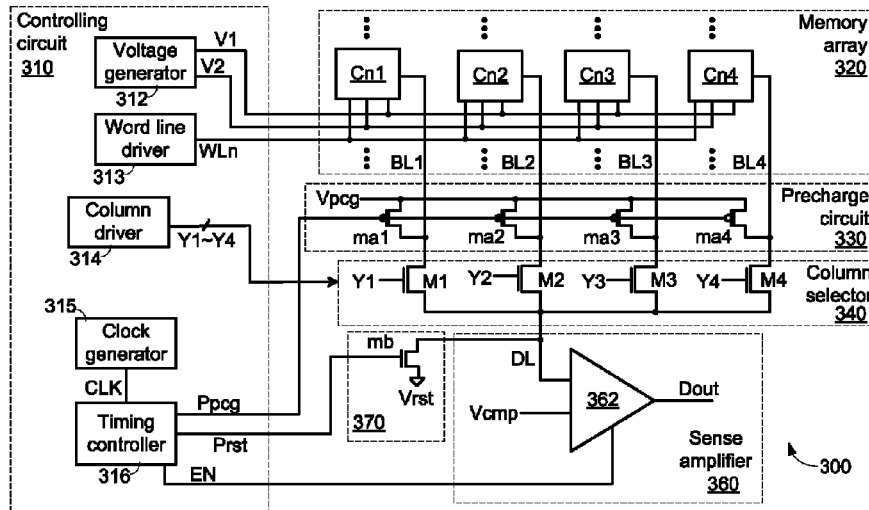 Controlling
circuit
310
Voltage
generator
312
V1
V2
Word line
driver
313
WLn
Column
driver
314
Y1~Y4
315
Clock
generator
CLK
Timing
controller
316
Ppcg
Prst
EN
Memory
array
320
Cn1
Cn2
Cn3
Cn4
BL1
BL2
BL3
BL4
Vpcg
ma1
ma2
ma3
ma4
Precharge
circuit
330
Y1
M1
Y2
M2
Y3
M3
Y4
M4
Column
selector
340
mb
Vrst
370
DL
Vcmp
362
Dout
Sense
amplifier
360
300